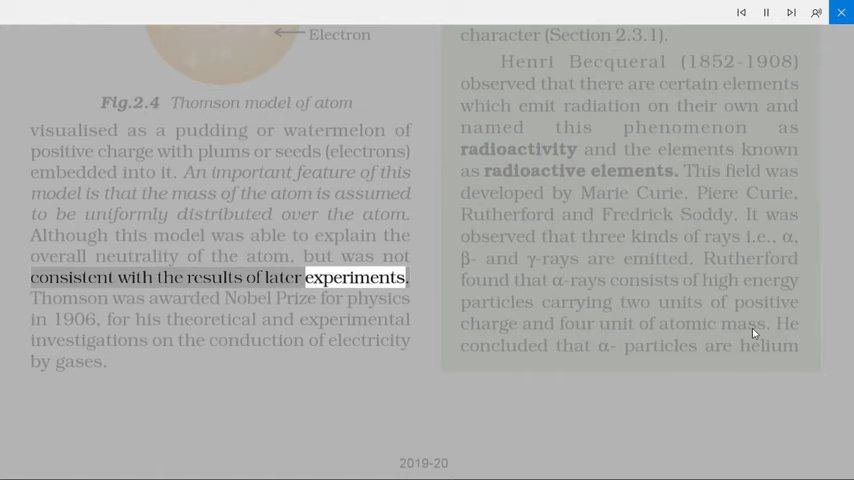 Electron
Fig.2.4 Thomson model of atom
visualised as a pudding or watermelon of
positive charge with plums or seeds (electrons)
embedded into it. An important feature of this
model is that the mass of the atom is assumed
to be uniformly distributed over the atom.
Although this model was able to explain the
overall neutrality of the atom, but was not
consistent with the results of later experiments.
Thomson was awarded Nobel Prize for physics
in 1906, for his theoretical and experimental
investigations on the conduction of electricity
by gases.
character (Section 2.3.1).
Henri Becqueral (1852-1908)
observed that there are certain elements
which emit radiation on their own and
named this phenomenon as
radioactivity and the elements known
as radioactive elements. This field was
developed by Marie Curie, Piere Curie,
Rutherford and Fredrick Soddy. It was
observed that three kinds of rays i.e., α,
β- and γ-rays are emitted. Rutherford
found that α-rays consists of high energy
particles carrying two units of positive
charge and four unit of atomic mass. He
concluded that α- particles are helium
2019-20